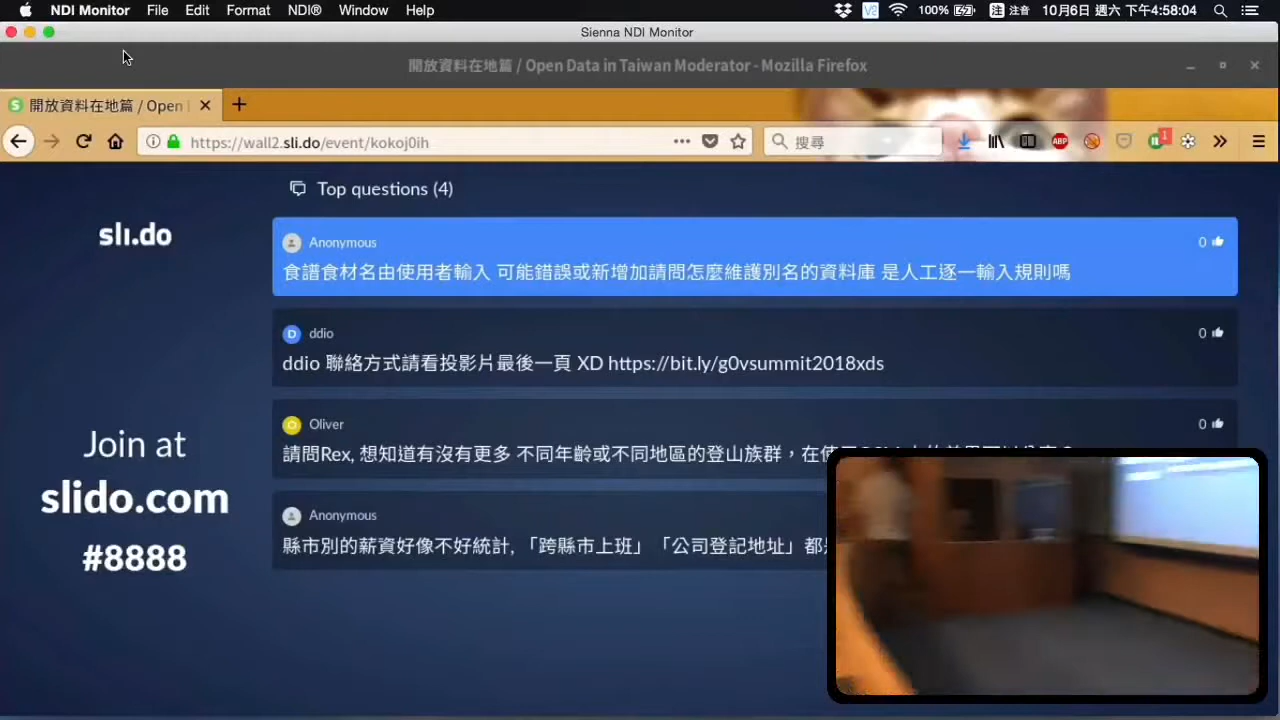 NDI Monitor File Edit Format NDI® Window Help V2 100% 注 注音 10月6日 週六 下午4:58:04
Sienna NDI Monitor
開放資料在地篇 / Open Data in Taiwan Moderator - Mozilla Firefox
S 開放資料在地篇 / Open
https://wall2.sli.do/event/kokoj0ih 搜尋 ABP 1
Top questions (4)
sli.do
Anonymous 0
食譜食材名由使用者輸入 可能錯誤或新增加請問怎麼維護別名的資料庫 是人工逐一輸入規則嗎
D ddio 0
ddio 聯絡方式請看投影片最後一頁 XD https://bit.ly/g0vsummit2018xds
O Oliver 0
請問Rex, 想知道有沒有更多 不同年齡或不同地區的登山族群，在
Anonymous
縣市別的薪資好像不好統計, 「跨縣市上班」「公司登記地址」都
Join at
slido.com
#8888